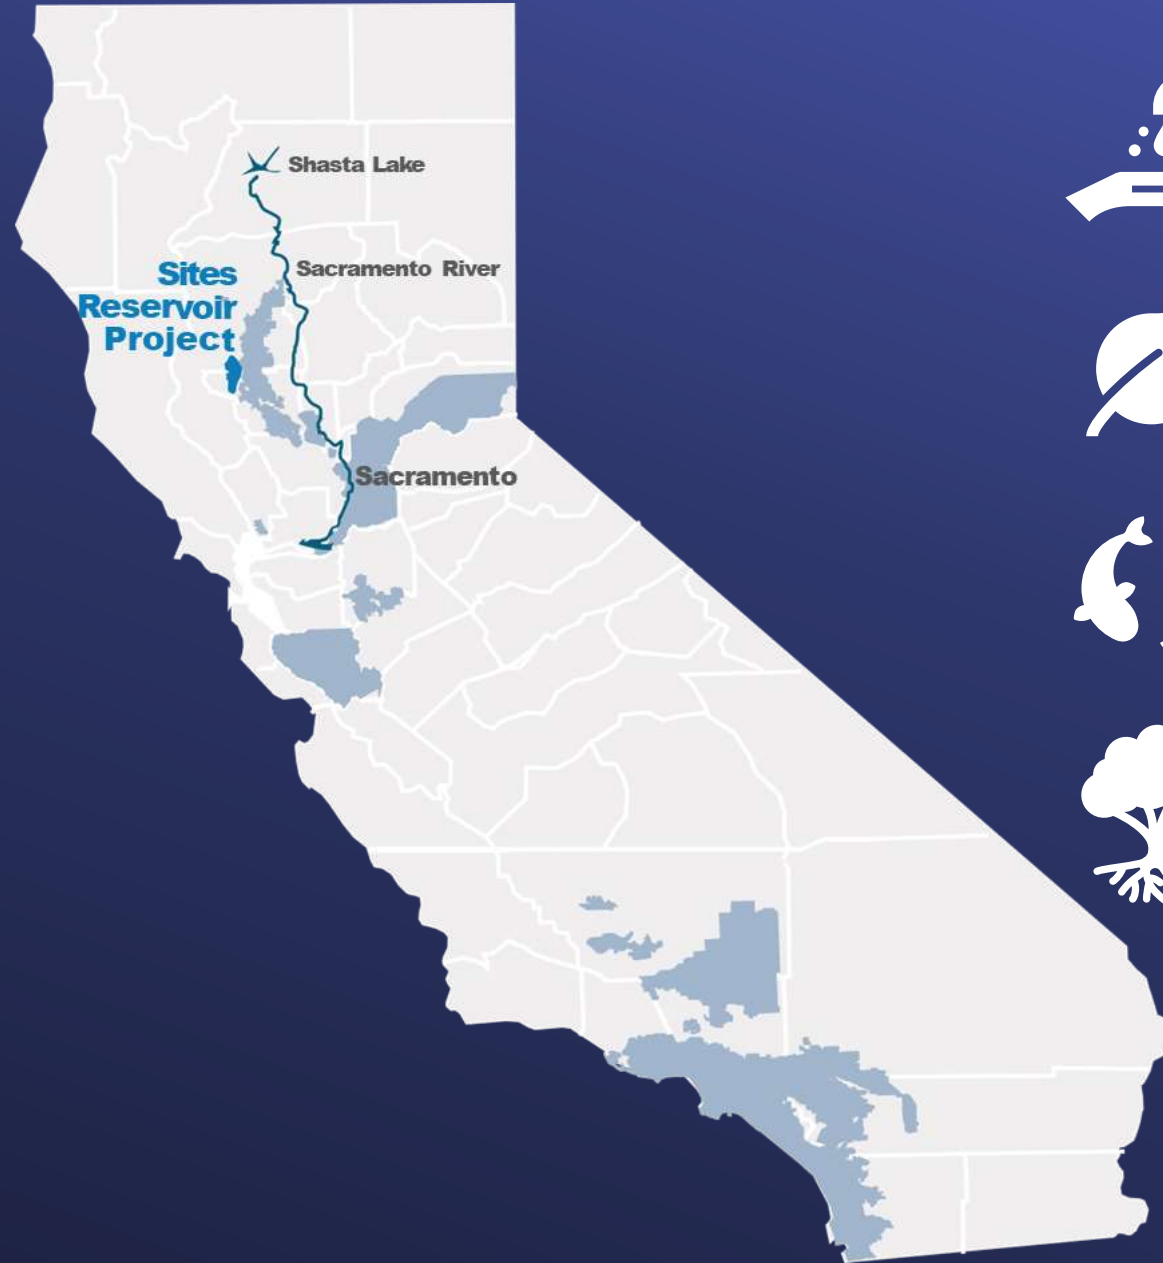 Shasta Lake
Sacramento River
Sites
Reservoir
Project
Sacramento